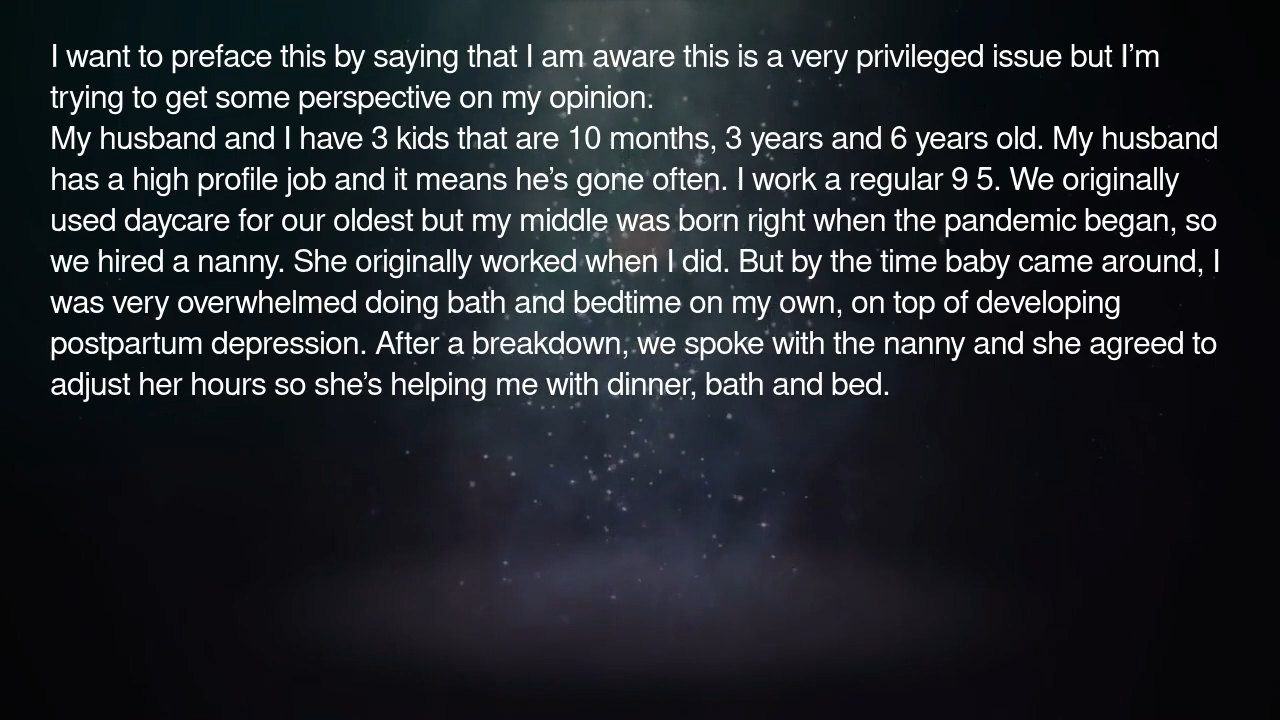 I want to preface this by saying that I am aware this is a very privileged issue but I’m
trying to get some perspective on my opinion.
My husband and I have 3 kids that are 10 months, 3 years and 6 years old. My husband
has a high profile job and it means he’s gone often. I work a regular 9 5. We originally
used daycare for our oldest but my middle was born right when the pandemic began, so
we hired a nanny. She originally worked when I did. But by the time baby came around, I
was very overwhelmed doing bath and bedtime on my own, on top of developing
postpartum depression. After a breakdown, we spoke with the nanny and she agreed to
adjust her hours so she’s helping me with dinner, bath and bed.